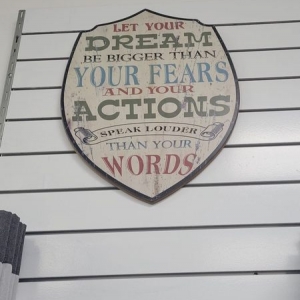 LET YOUR
DREAM
BE BIGGER THAN
YOUR FEARS
AND YOUR
ACTIONS
SPEAK LOUDER
THAN YOUR
WORDS